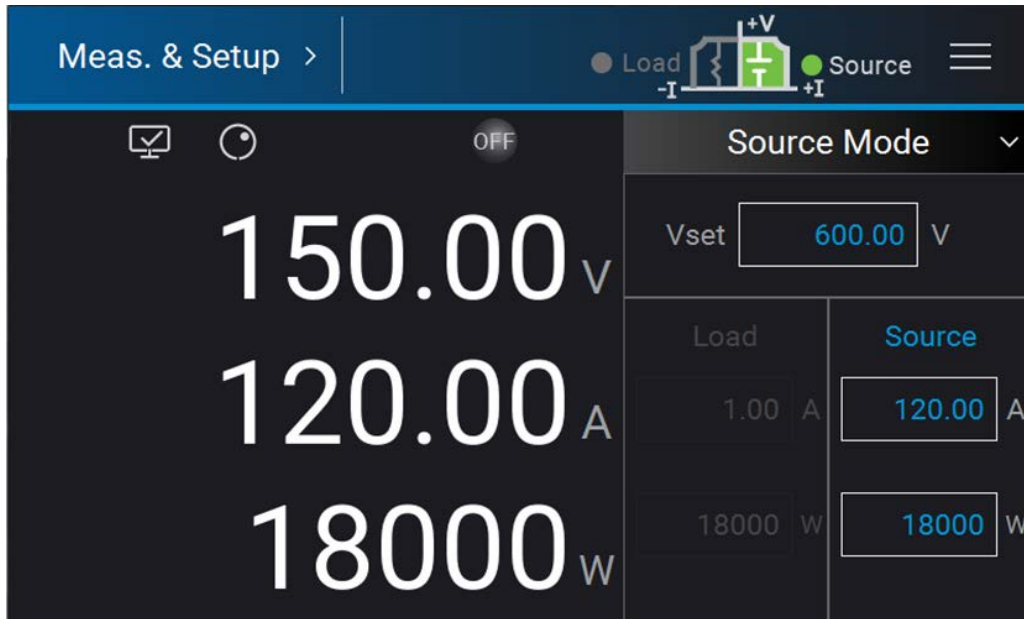 Meas. & Setup >
+V
Load
Source
-I
+I
OFF
Source Mode
150.00 V
120.00 A
18000 W
Vset 600.00 V
Load
Source
1.00 A
120.00 A
18000 W
18000 W